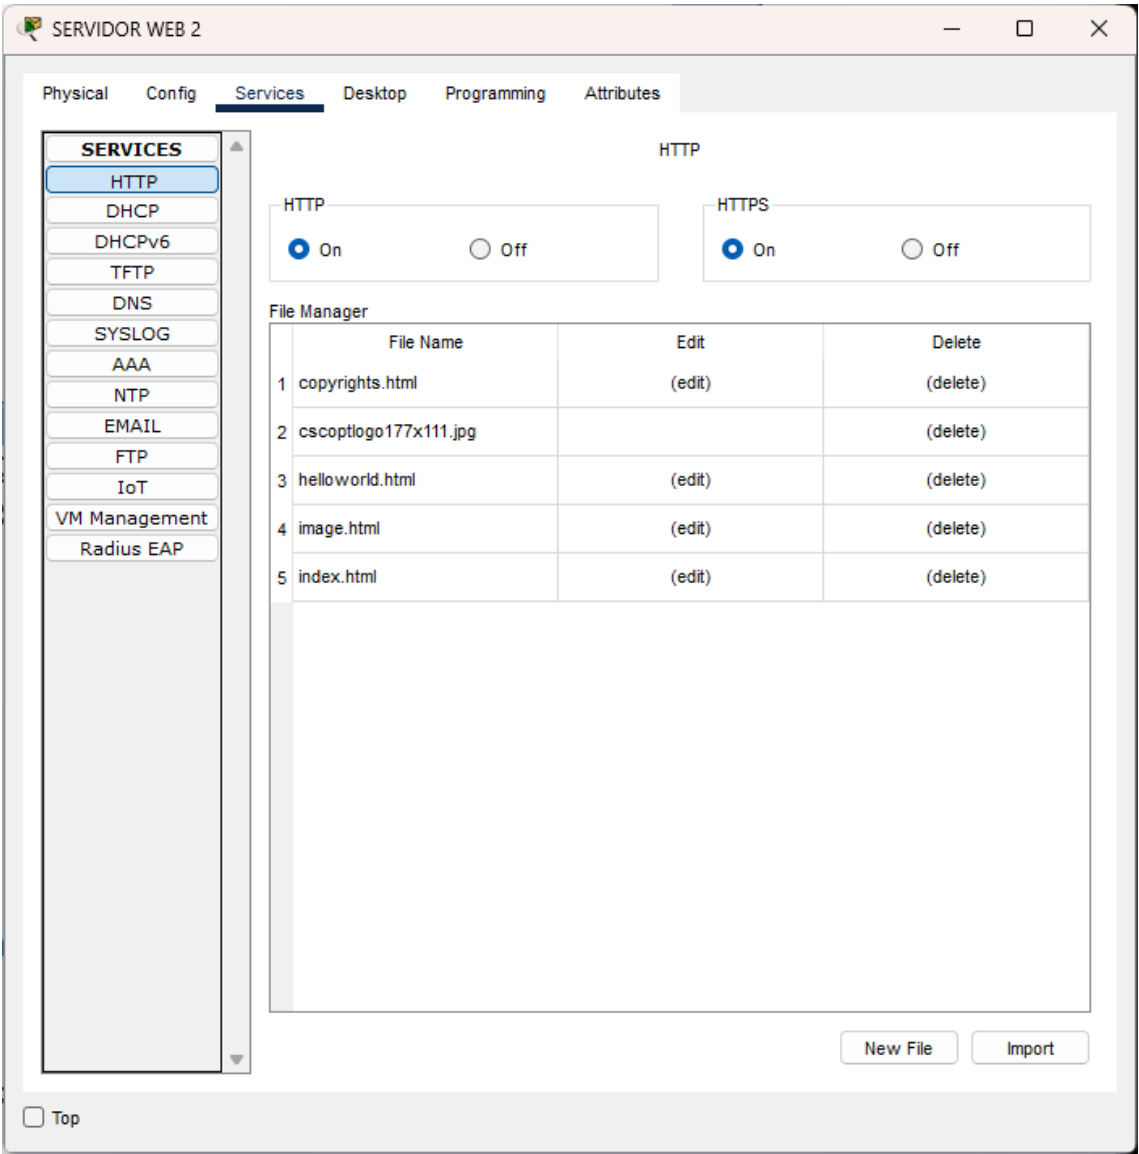 SERVIDOR WEB 2
Physical Config Services Desktop Programming Attributes
SERVICES
HTTP
DHCP
DHCPv6
TFTP
DNS
SYSLOG
AAA
NTP
EMAIL
FTP
IoT
VM Management
Radius EAP
HTTP
HTTP
On Off
HTTPS
On Off
File Manager
File Name Edit Delete
1 copyrights.html (edit) (delete)
2 cscoptlogo177x111.jpg (delete)
3 helloworld.html (edit) (delete)
4 image.html (edit) (delete)
5 index.html (edit) (delete)
New File Import
Top